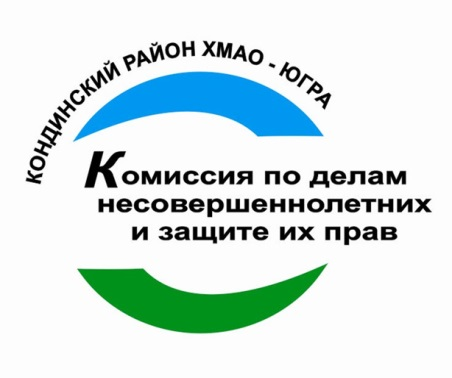 КОНДИНСКИЙ РАЙОН ХМАО - ЮГРА
Комиссия по делам
несовершеннолетних
и защите их прав